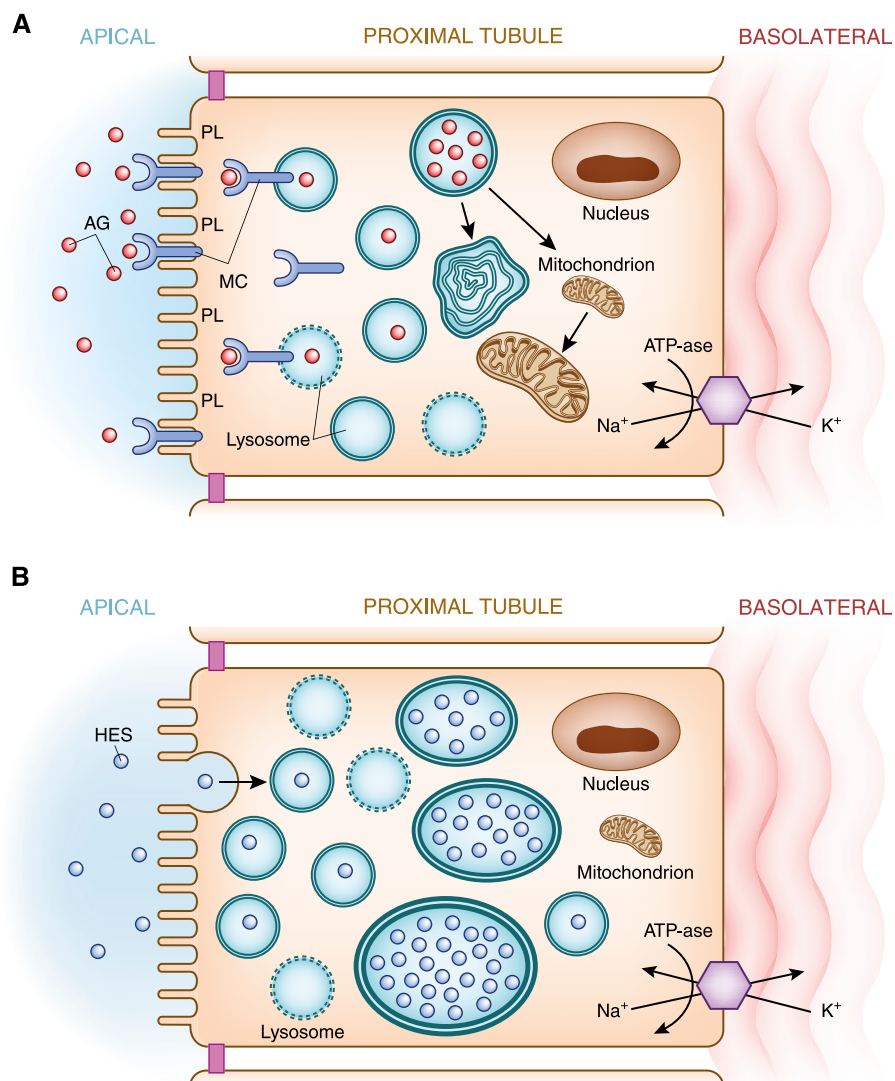 A
APICAL
PROXIMAL TUBULE
BASOLATERAL
PL
PL
AG
MC
Nucleus
Mitochondrion
PL
ATP-ase
PL
Lysosome
Na⁺
K⁺
B
APICAL
PROXIMAL TUBULE
BASOLATERAL
HES
Nucleus
Mitochondrion
ATP-ase
Na⁺
K⁺
Lysosome